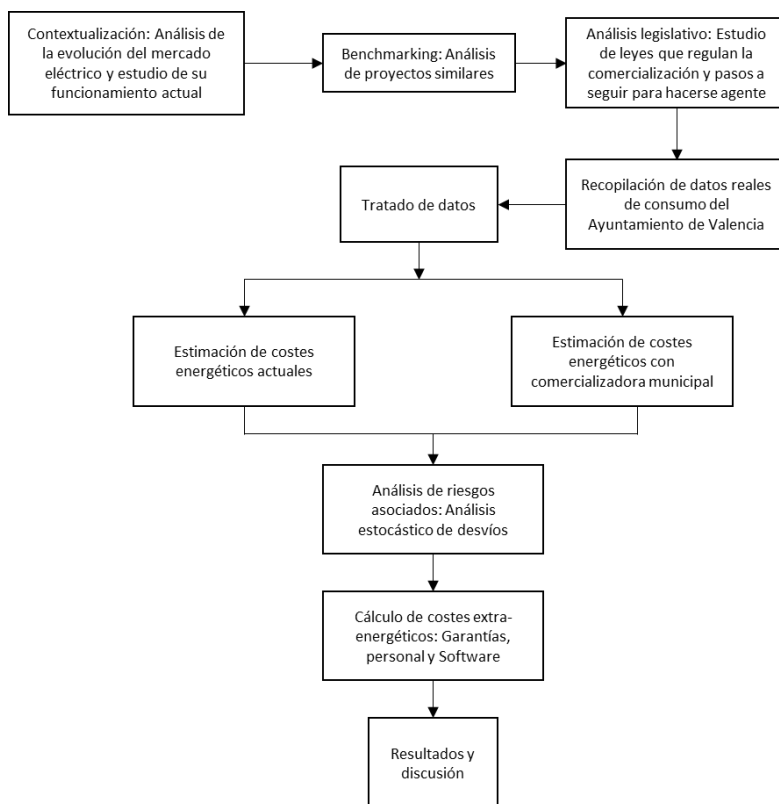 Contextualización: Análisis de
la evolución del mercado
eléctrico y estudio de su
funcionamiento actual
Benchmarking: Análisis
de proyectos similares
Análisis legislativo: Estudio
de leyes que regulan la
comercialización y pasos a
seguir para hacerse agente
Recopilación de datos reales
de consumo del
Ayuntamiento de Valencia
Tratado de datos
Estimación de costes
energéticos actuales
Estimación de costes
energéticos con
comercializadora municipal
Análisis de riesgos
asociados: Análisis
estocástico de desvíos
Cálculo de costes extra-
energéticos: Garantías,
personal y Software
Resultados y
discusión